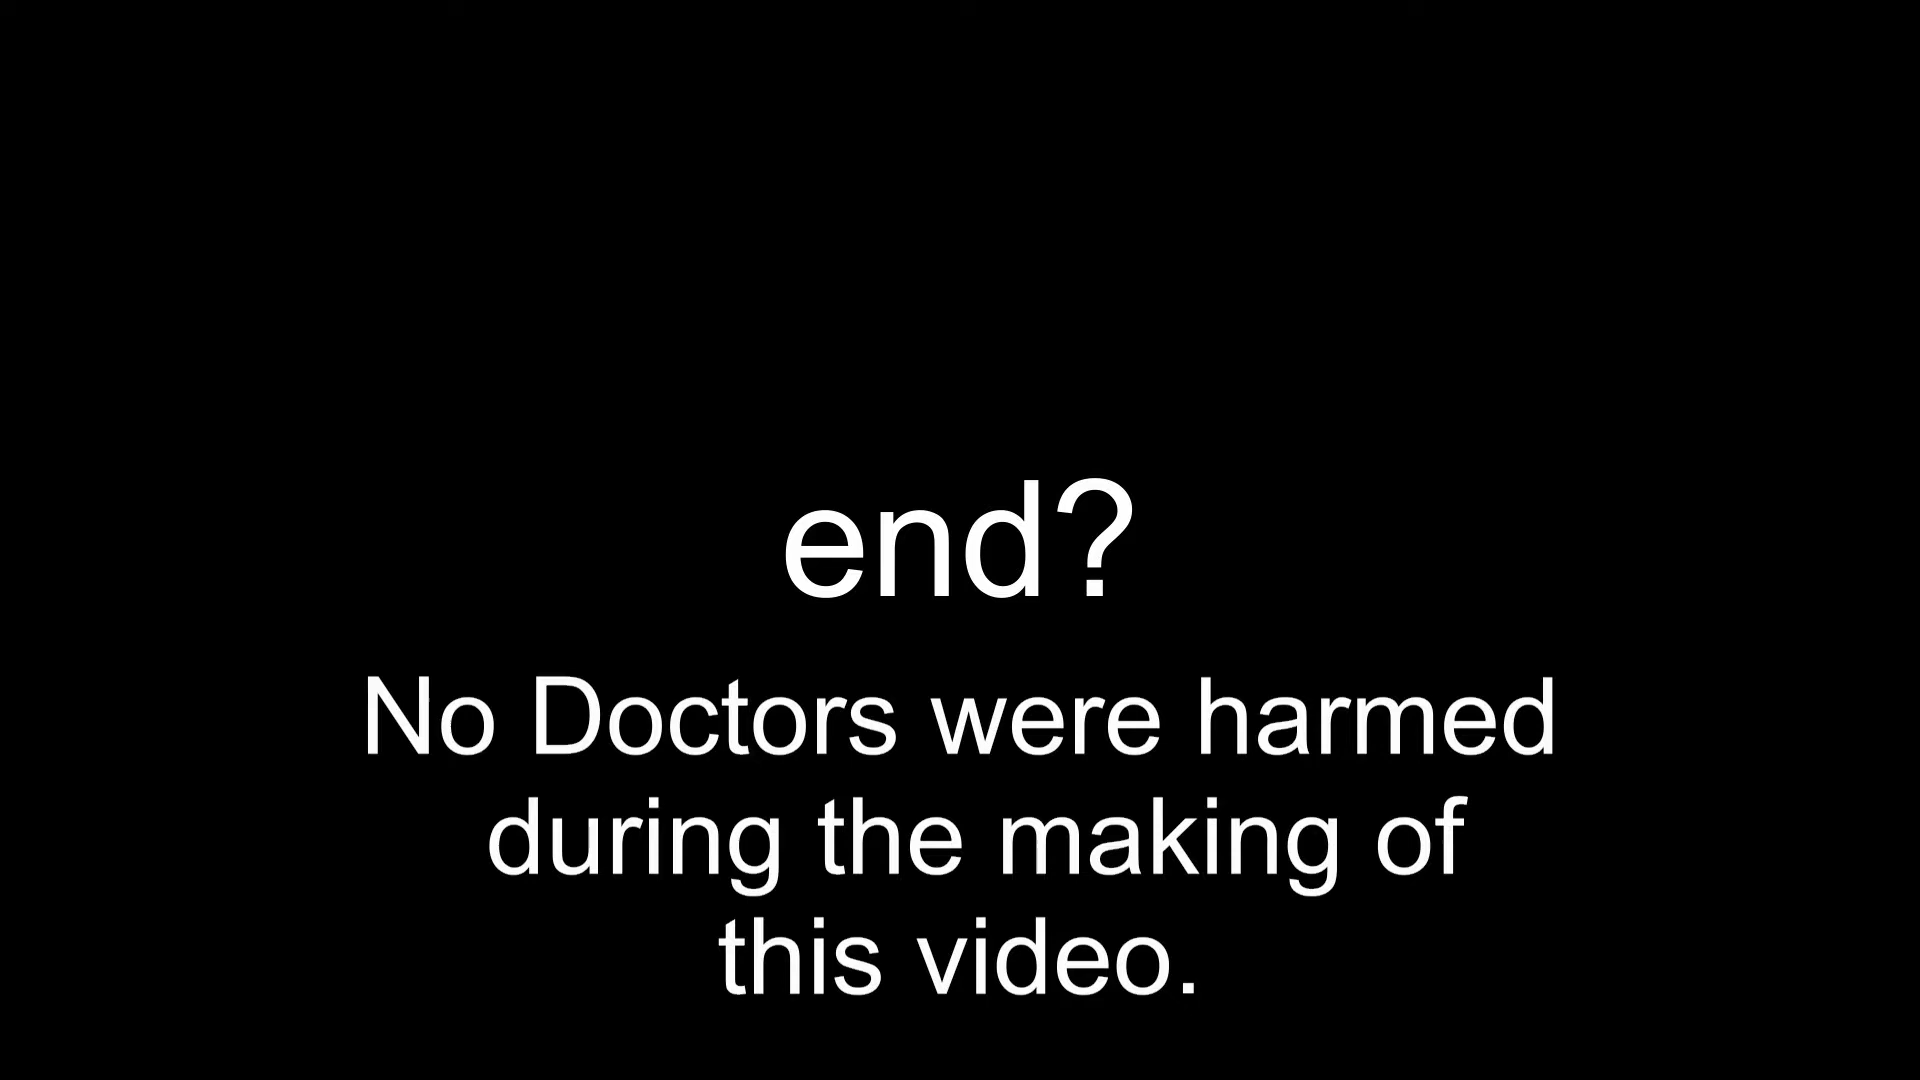 end?
No Doctors were harmed
during the making of
this video.